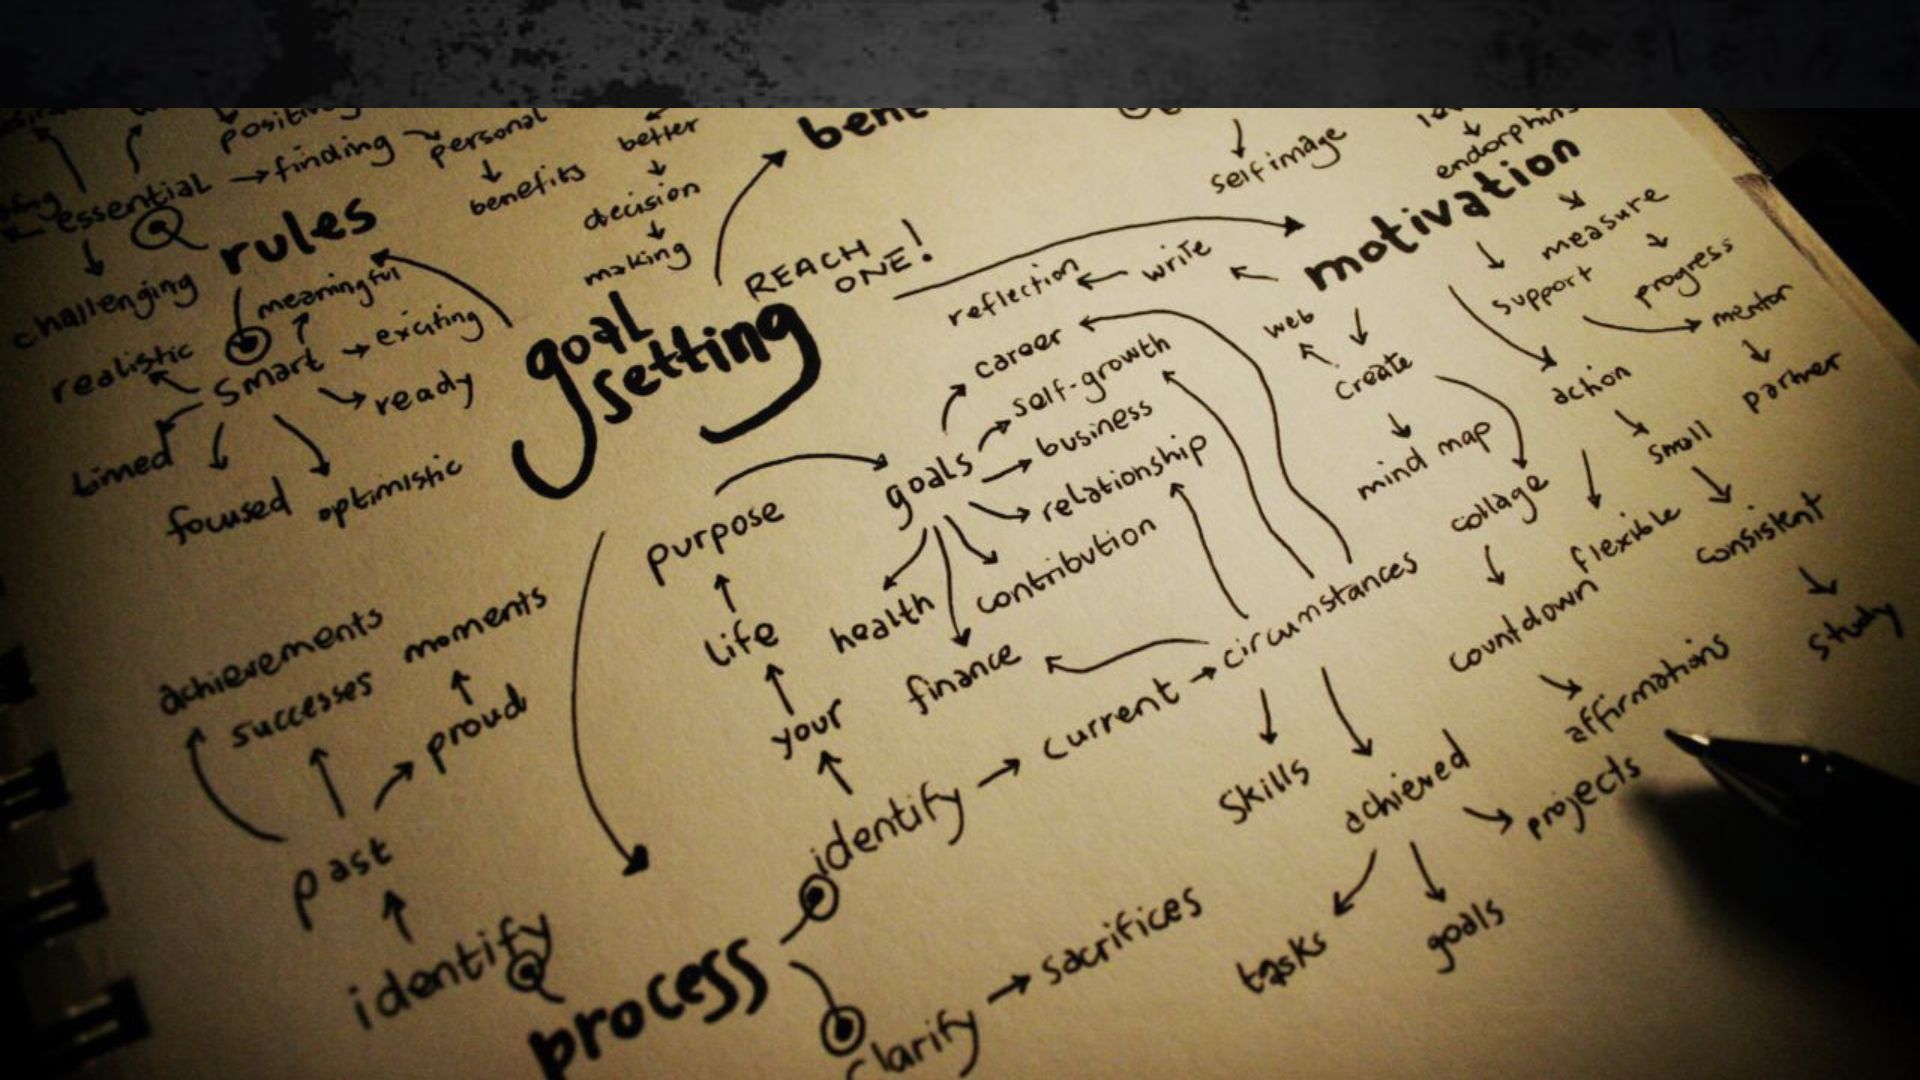 positive
personal
better
essential
finding
benefits
decision
making
self image
endorphins
motivation
rules
REACH
ONE!
challenging
meaningful
exciting
realistic
smart
ready
timed
focused
optimistic
goal
setting
reflection
write
measure
support
progress
mentor
partner
career
self-growth
business
relationship
contribution
goals
health
finance
web
create
mind map
collage
action
small
flexible
consistent
study
countdown
affirmations
purpose
life
your
identify
current
circumstances
skills
achieved
projects
tasks
goals
achievements
successes
moments
proud
past
identify
process
clarify
sacrifices